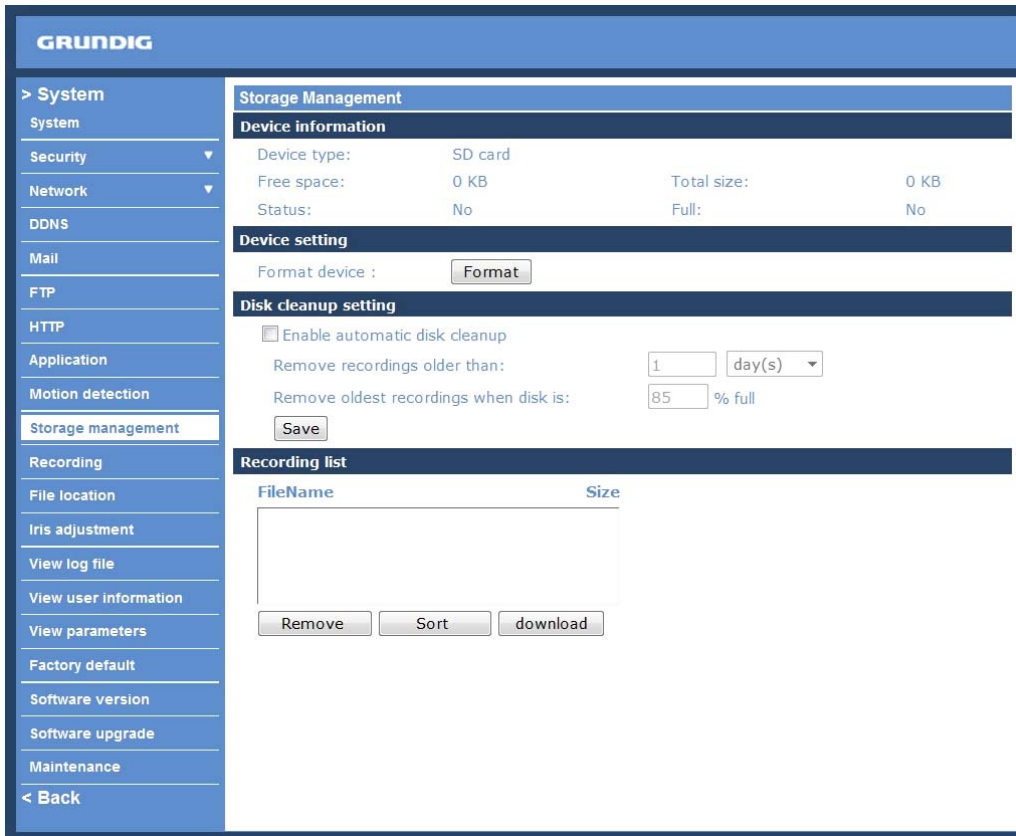 GRUNDIG
> System
System
Security
Network
DDNS
Mail
FTP
HTTP
Application
Motion detection
Storage management
Recording
File location
Iris adjustment
View log file
View user information
View parameters
Factory default
Software version
Software upgrade
Maintenance
< Back
Storage Management
Device information
Device type: SD card
Free space: 0 KB Total size: 0 KB
Status: No Full: No
Device setting
Format device : Format
Disk cleanup setting
Enable automatic disk cleanup
Remove recordings older than: 1 day(s)
Remove oldest recordings when disk is: 85 % full
Save
Recording list
FileName Size
Remove Sort download